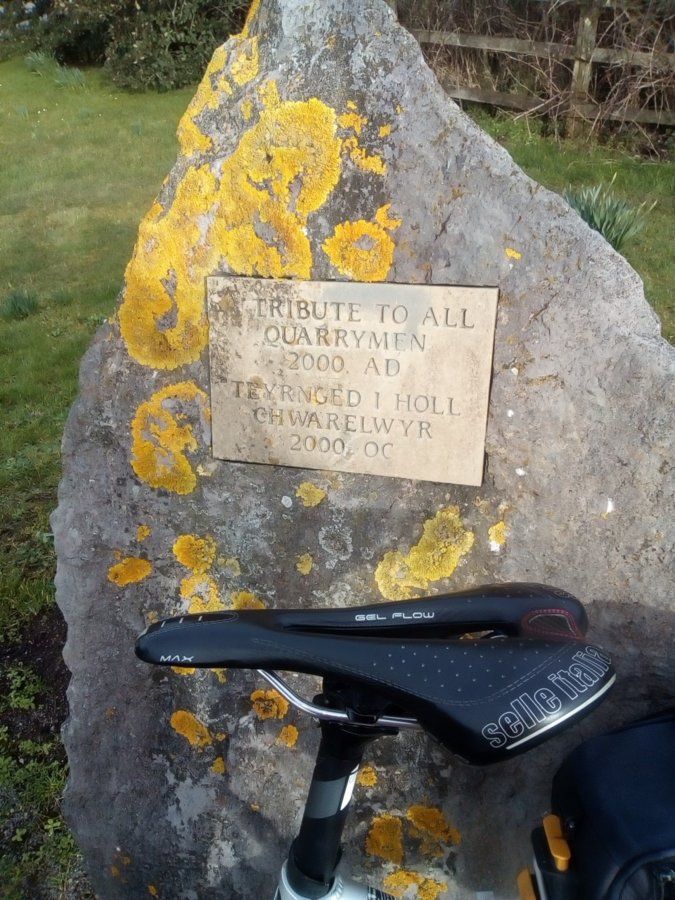 TRIBUTE TO ALL
QUARRYMEN
2000 AD
TEYRNGED I HOLL
CHWARELWYR
2000 OC
GEL FLOW
MAX
selle italia